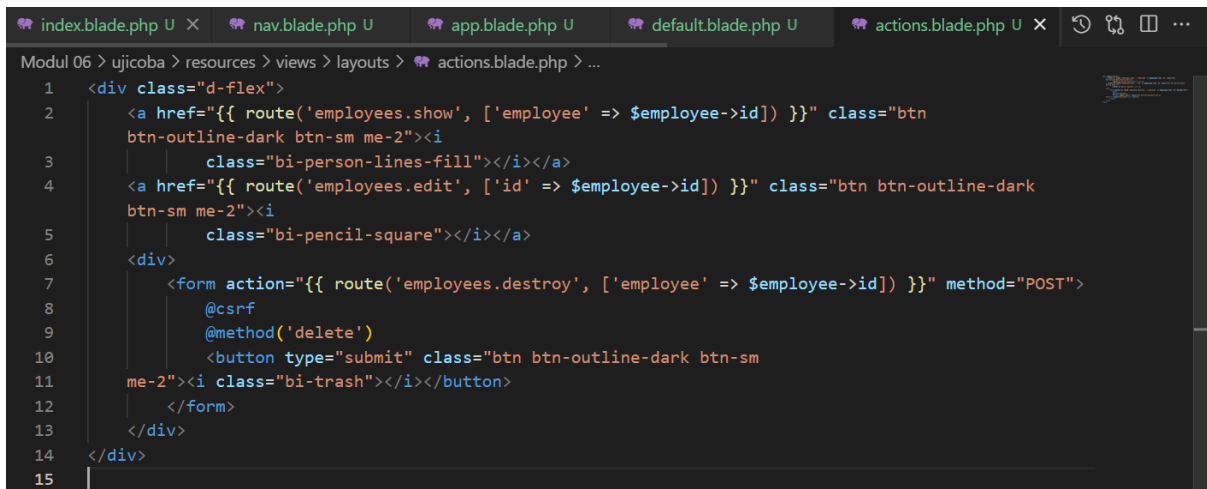 index.blade.php U ×
nav.blade.php U
app.blade.php U
default.blade.php U
actions.blade.php U ×
Modul 06 > ujicoba > resources > views > layouts > actions.blade.php > ...
1 <div class="d-flex">
2 <a href="{{ route('employees.show', ['employee' => $employee->id]) }}" class="btn
btn-outline-dark btn-sm me-2"><i
3 class="bi-person-lines-fill"></i></a>
4 <a href="{{ route('employees.edit', ['id' => $employee->id]) }}" class="btn btn-outline-dark
btn-sm me-2"><i
5 class="bi-pencil-square"></i></a>
6 <div>
7 <form action="{{ route('employees.destroy', ['employee' => $employee->id]) }}" method="POST">
8 @csrf
9 @method('delete')
10 <button type="submit" class="btn btn-outline-dark btn-sm
11 me-2"><i class="bi-trash"></i></button>
12 </form>
13 </div>
14 </div>
15